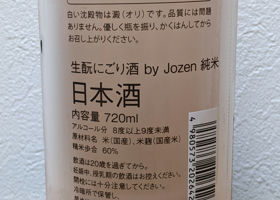 白い沈殿物は澱(オリ)です。品質には問題
ありません。優しく瓶を振り、かくはんしてから
お召し上がりください。
生酛にごり酒 by Jozen 純米
日本酒
内容量 720ml
アルコール分 8度以上9度未満
原材料名 米(国産)、米麹(国産米)
精米歩合 60%
飲酒は20歳を過ぎてから。
妊娠中、授乳期の飲酒はお控えください。
開栓には十分注意してください。
冷暗所で保管し、